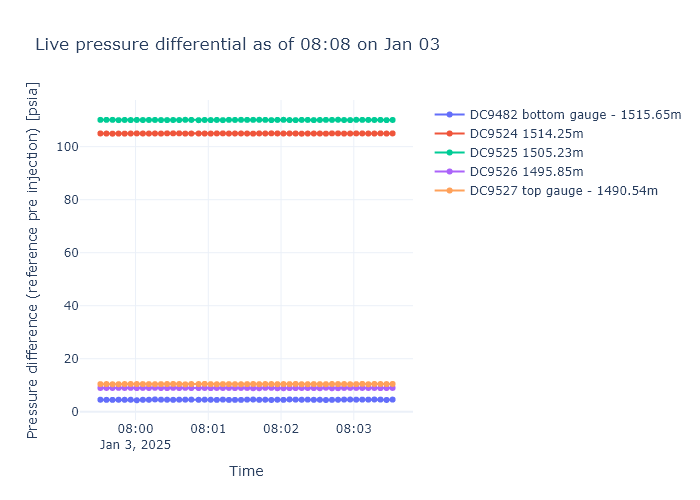 Live pressure differential as of 08:08 on Jan 03
Pressure difference (reference pre injection) [psia]
100
80
60
40
20
0
08:00
08:01
08:02
08:03
Jan 3, 2025
Time
DC9482 bottom gauge - 1515.65m
DC9524 1514.25m
DC9525 1505.23m
DC9526 1495.85m
DC9527 top gauge - 1490.54m